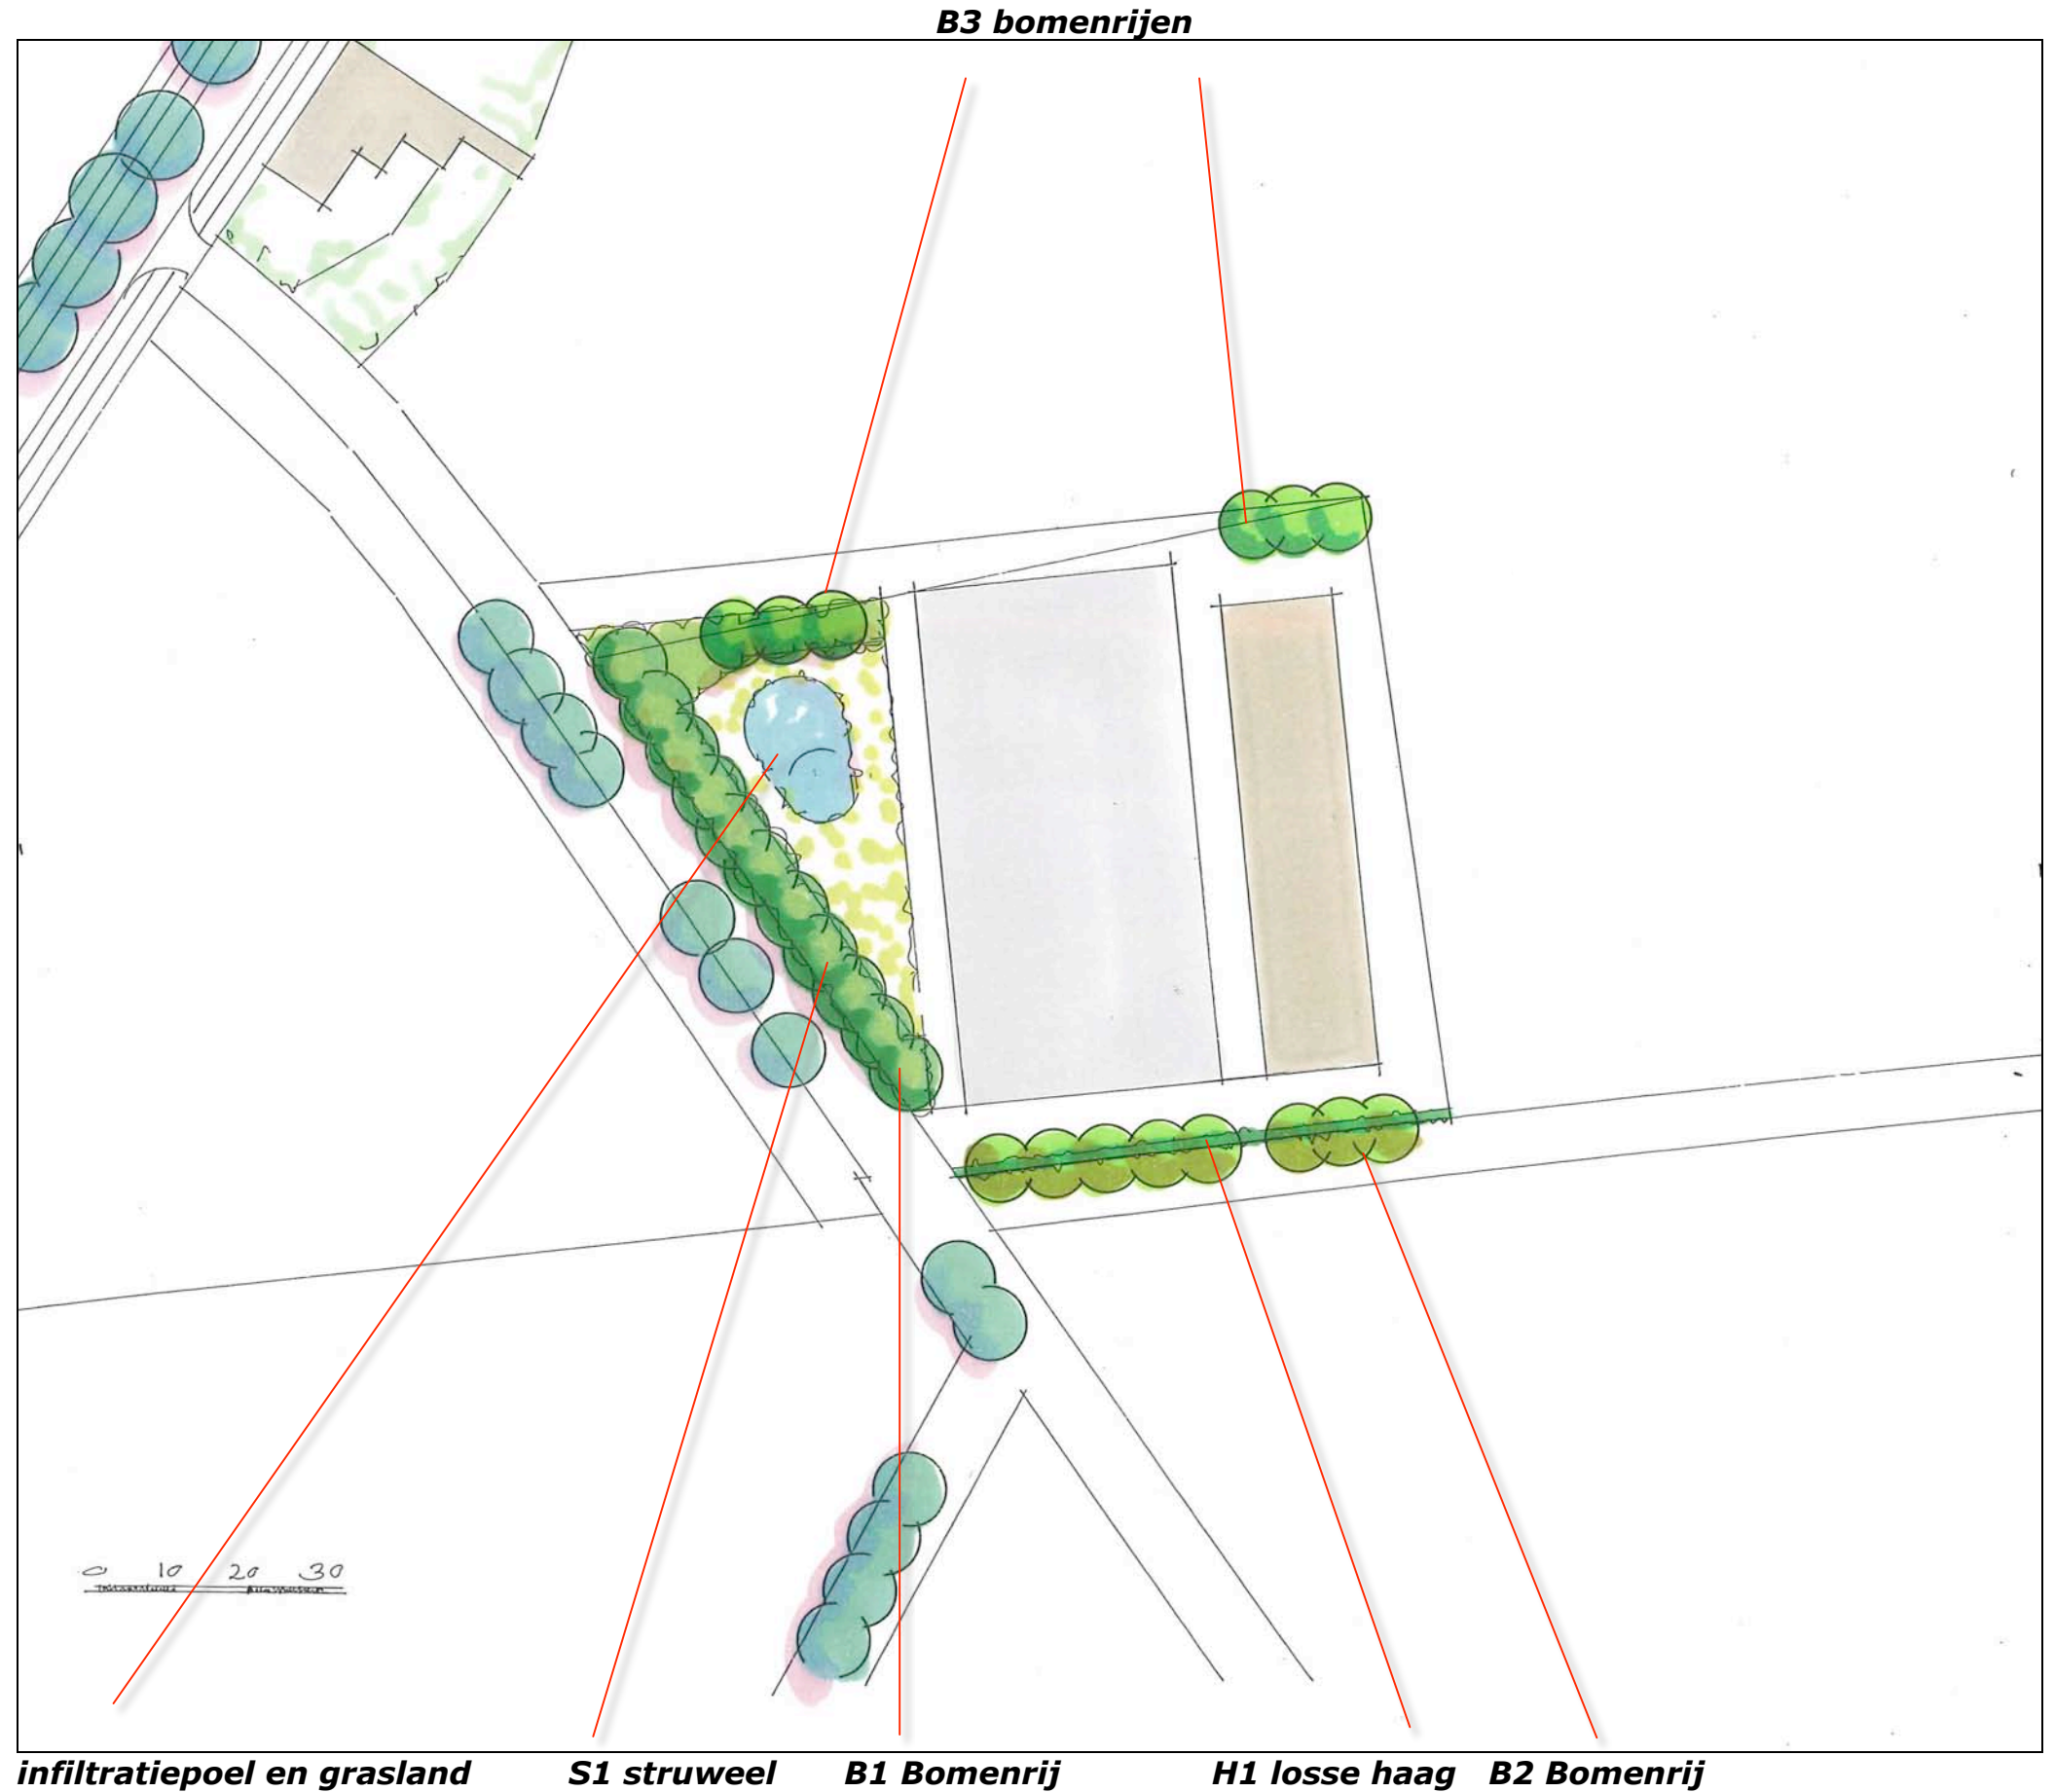 B3 bomenrijen
0 10 20 30
infiltratiepoel en grasland S1 struweel B1 Bomenrij H1 losse haag B2 Bomenrij